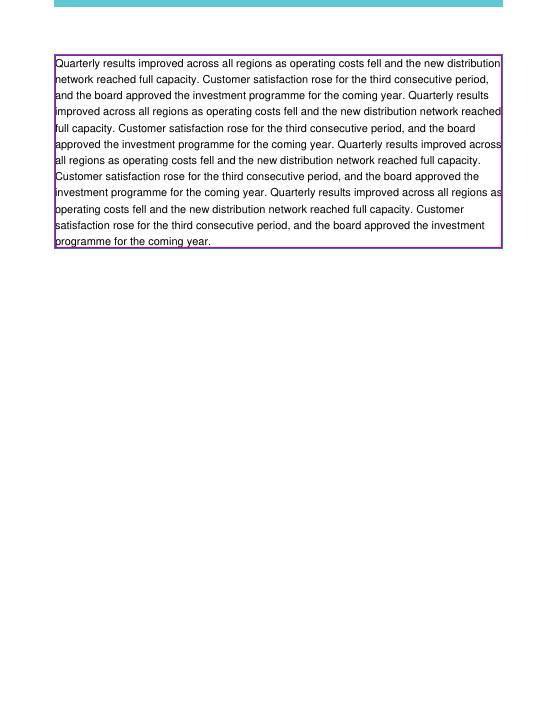 Quarterly results improved across all regions as operating costs fell and the new distribution
network reached full capacity. Customer satisfaction rose for the third consecutive period,
and the board approved the investment programme for the coming year. Quarterly results
improved across all regions as operating costs fell and the new distribution network reached
full capacity. Customer satisfaction rose for the third consecutive period, and the board
approved the investment programme for the coming year. Quarterly results improved across
all regions as operating costs fell and the new distribution network reached full capacity.
Customer satisfaction rose for the third consecutive period, and the board approved the
investment programme for the coming year. Quarterly results improved across all regions as
operating costs fell and the new distribution network reached full capacity. Customer
satisfaction rose for the third consecutive period, and the board approved the investment
programme for the coming year.